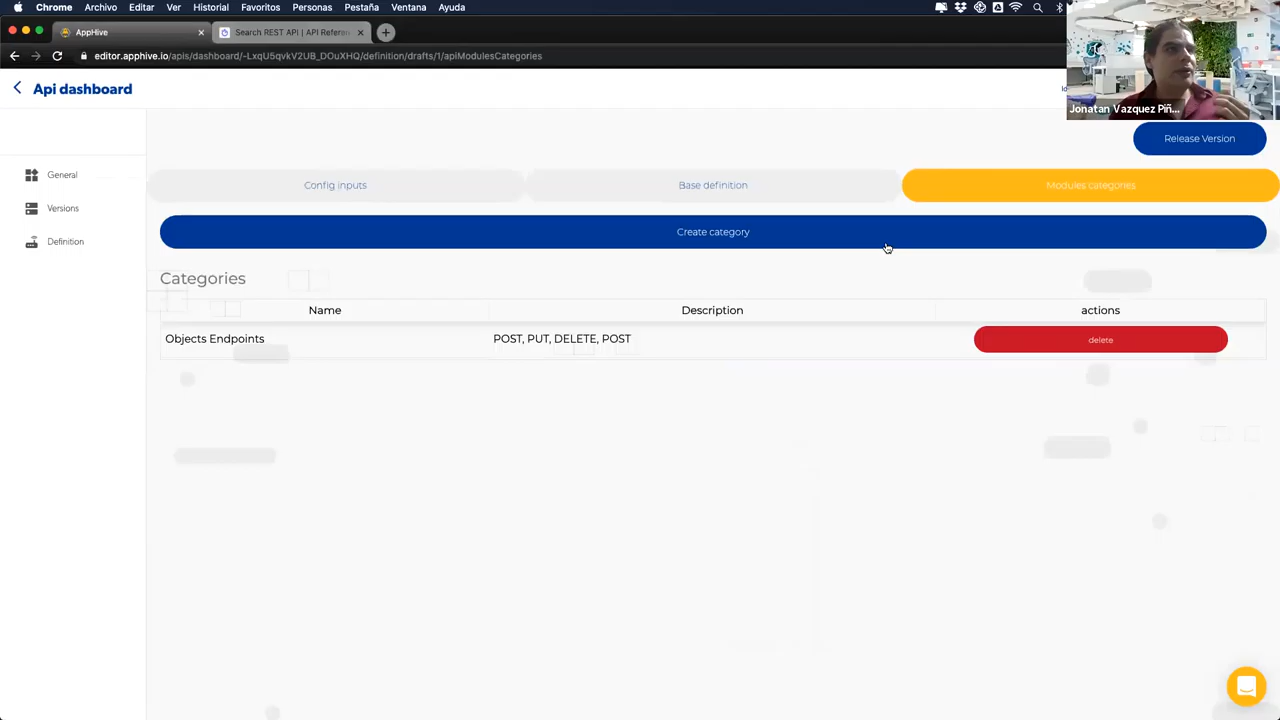 Chrome Archivo Editar Ver Historial Favoritos Personas Pestaña Ventana Ayuda
AppHive
Search REST API | API Refere
editor.apphive.io/apis/dashboard/-LxqU5qvkV2UB_DOuXHQ/definition/drafts/1/apiModulesCategories
Api dashboard
Jonatan Vazquez Piñ...
Release Version
General
Versions
Definition
Config inputs
Base definition
Modules categories
Create category
Categories
Name Description actions
Objects Endpoints POST, PUT, DELETE, POST delete